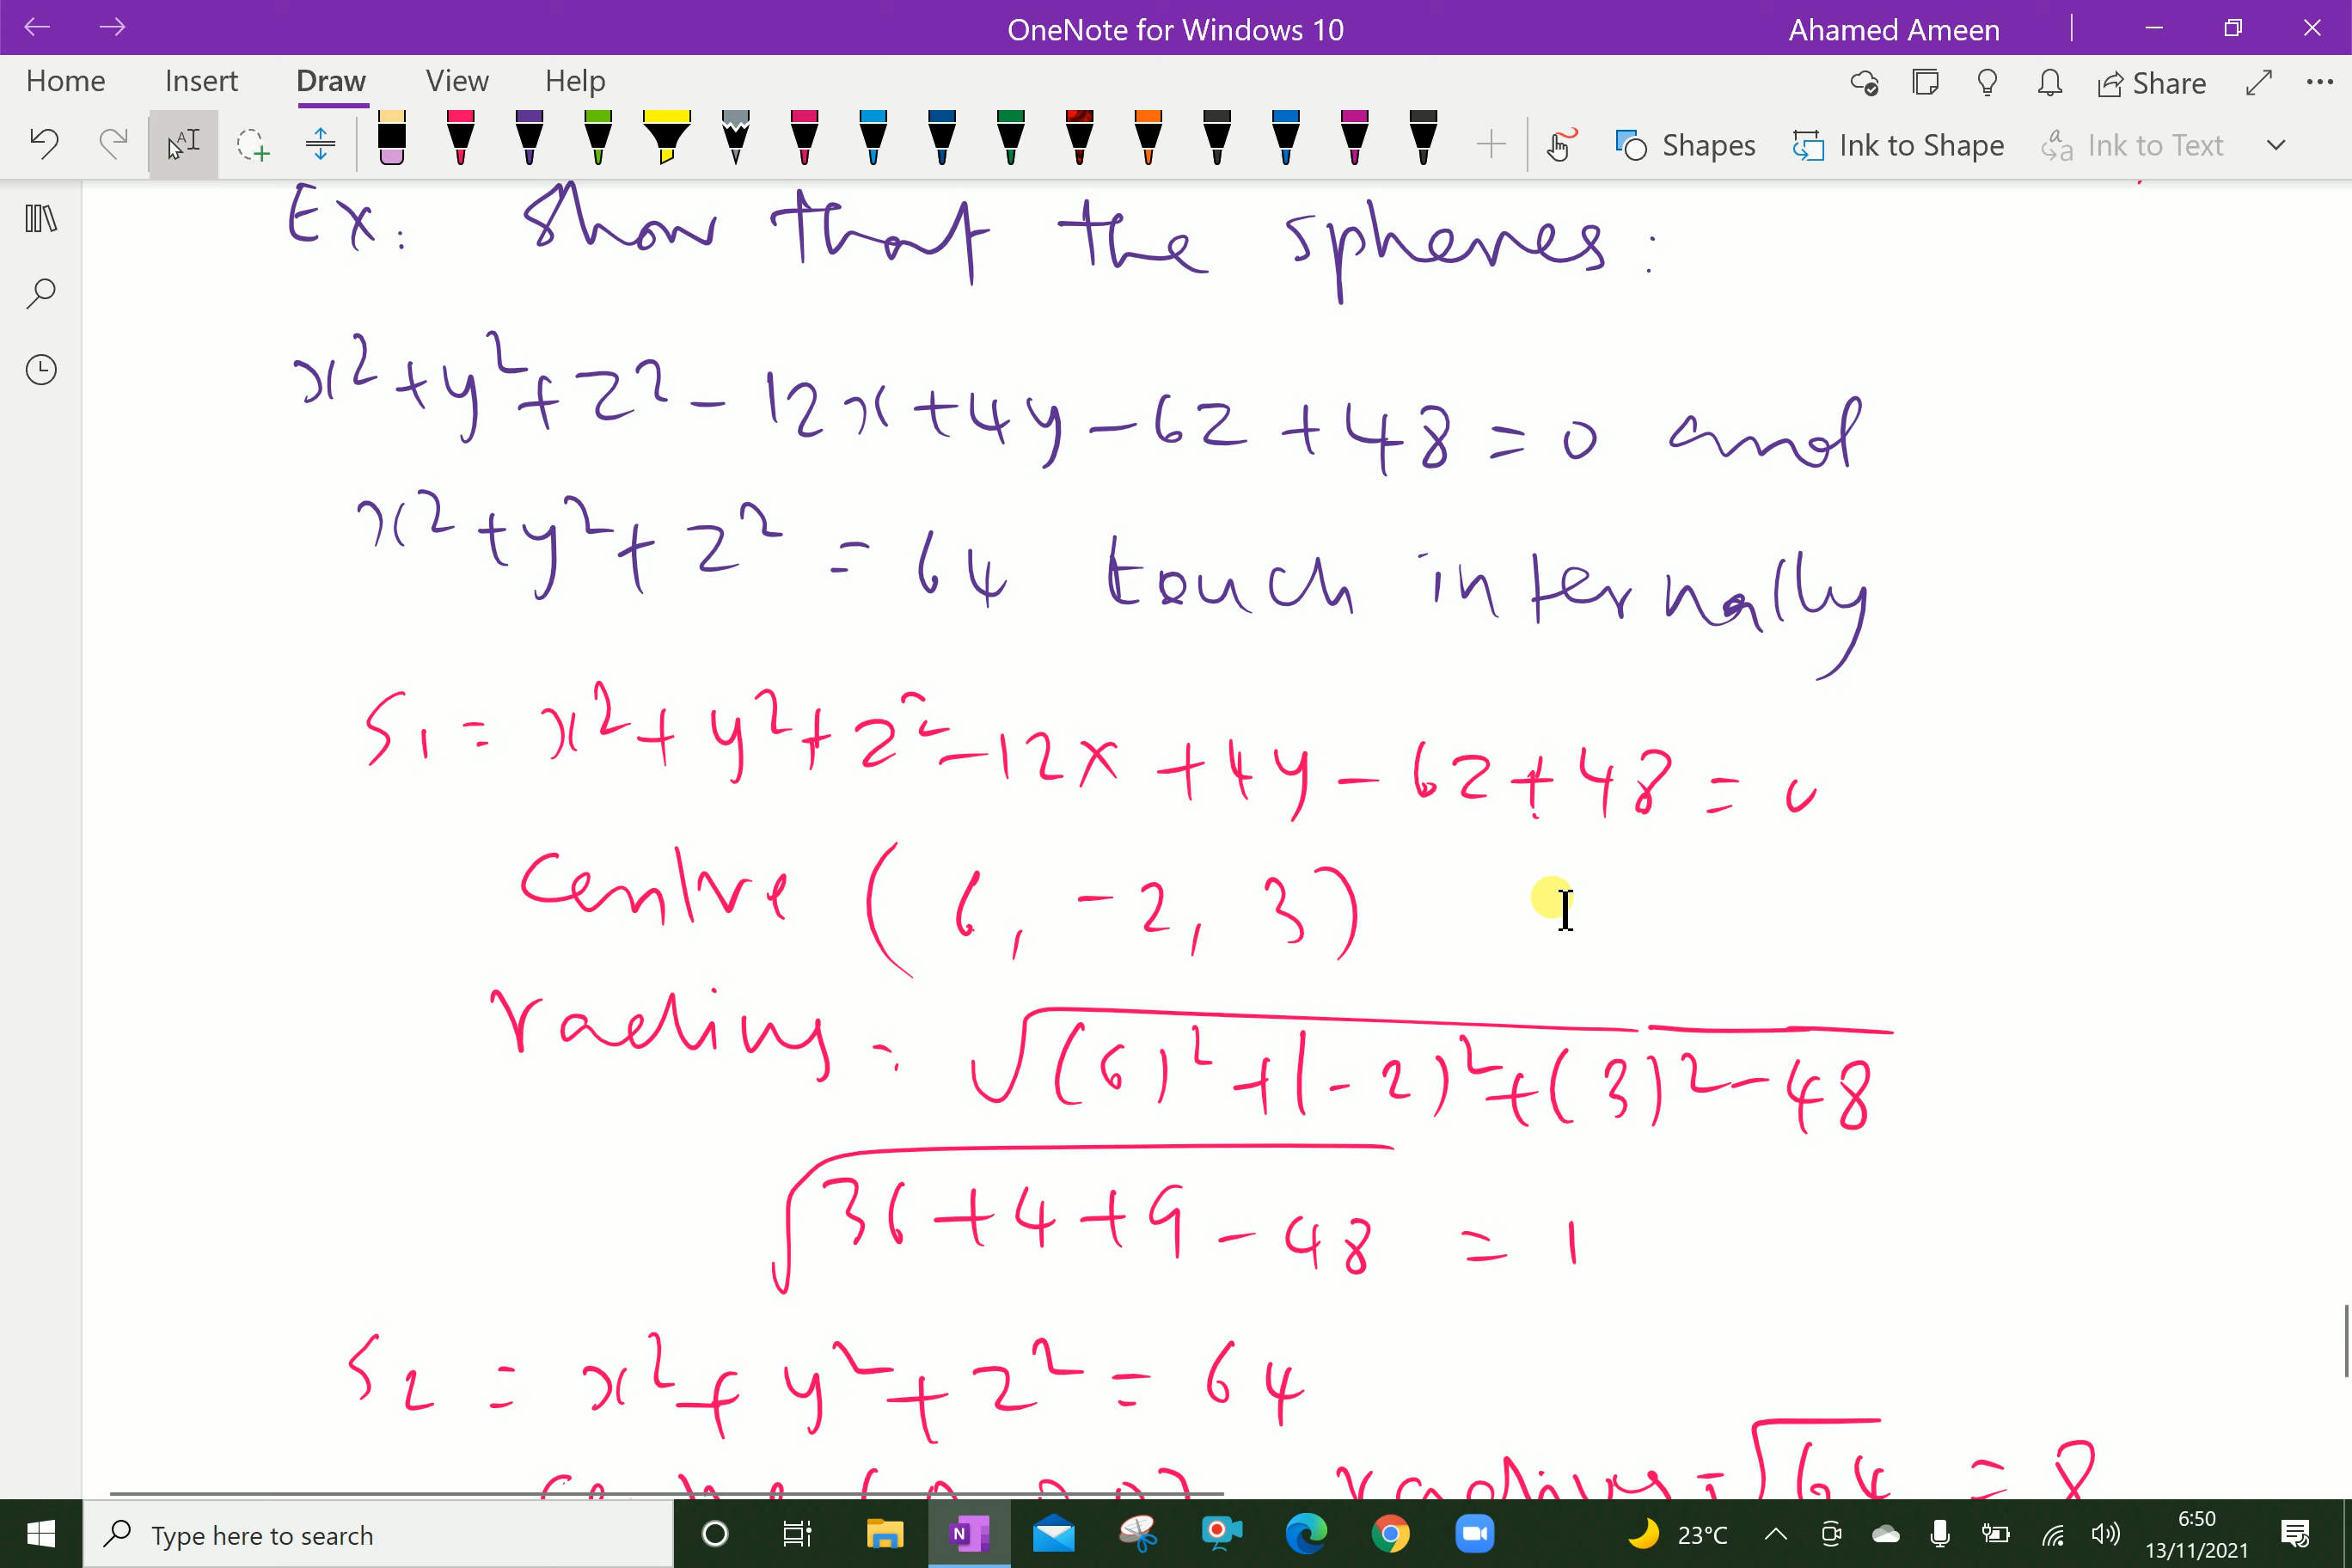 OneNote for Windows 10
Ahamed Ameen
Home Insert Draw View Help
Share
Shapes Ink to Shape Ink to Text
Ex: Show that the spheres:
x²+y²+z²-12x+4y-6z+48=0 and
x²+y²+z² = 64 touch internally
S₁ = x²+y²+z²-12x+4y-6z+48=0
Centre (6, -2, 3)
radius = √(6)²+(-2)²+(3)²-48
√36+4+9-48 = 1
S₂ = x²+y²+z² = 64
Centre (0,0,0) radius = √64 = 8
Type here to search
23°C
6:50
13/11/2021